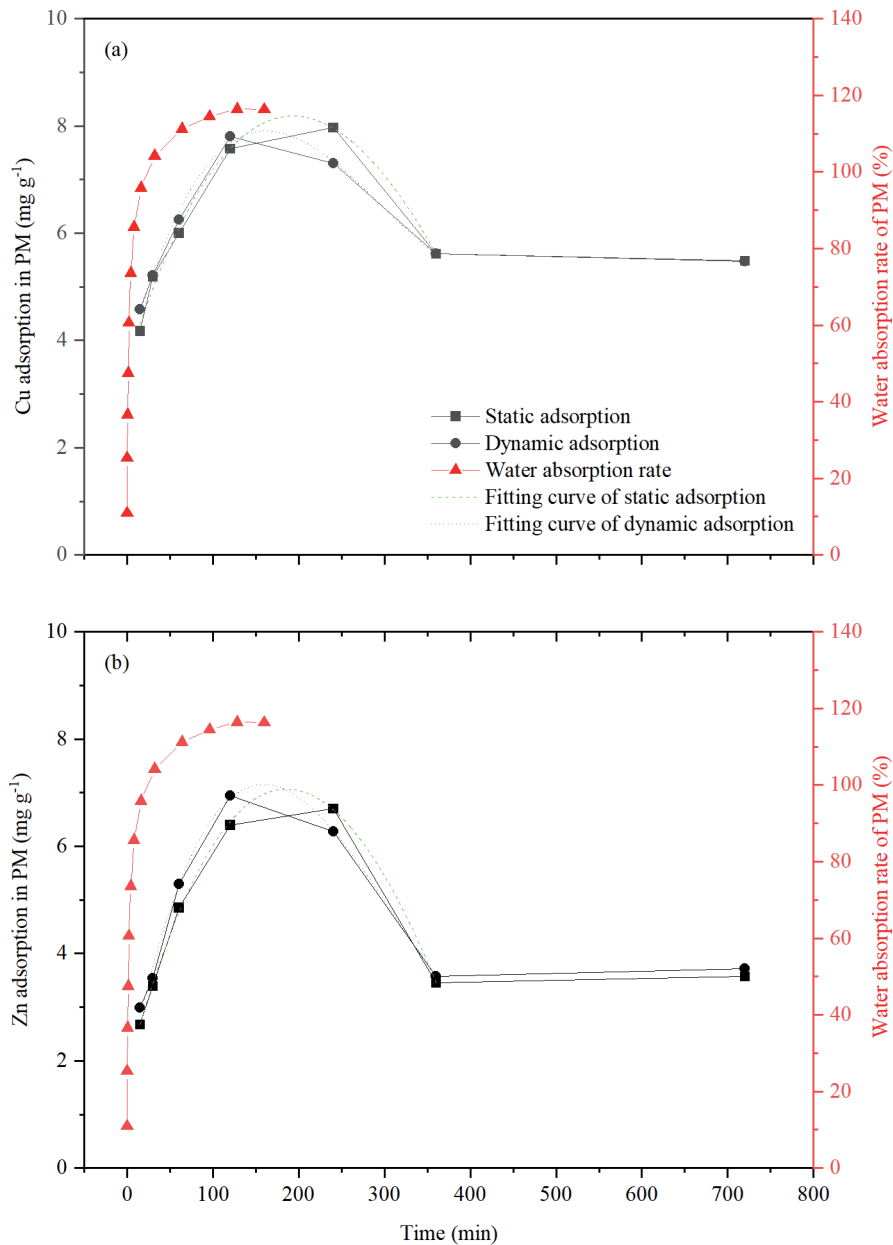 (a)
Cu adsorption in PM (mg g⁻¹)
10
8
6
4
2
0
140
120
100
80
60
40
20
0
Water absorption rate of PM (%)
Static adsorption
Dynamic adsorption
Water absorption rate
Fitting curve of static adsorption
Fitting curve of dynamic adsorption
(b)
Zn adsorption in PM (mg g⁻¹)
10
8
6
4
2
0
140
120
100
80
60
40
20
0
Water absorption rate of PM (%)
0 100 200 300 400 500 600 700 800
Time (min)